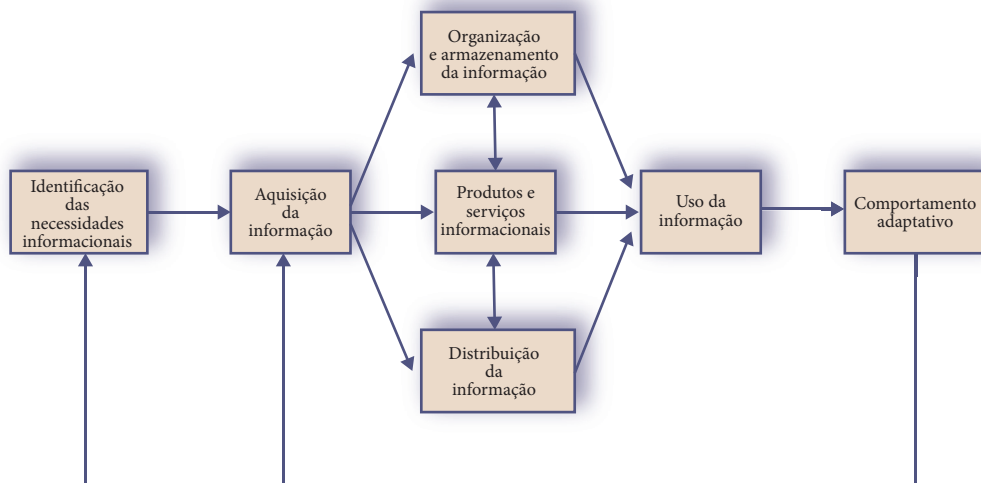 Organização
e armazenamento
da informação
Identificação
das
necessidades
informacionais
Aquisição
da
informação
Produtos e
serviços
informacionais
Uso da
informação
Comportamento
adaptativo
Distribuição
da
informação